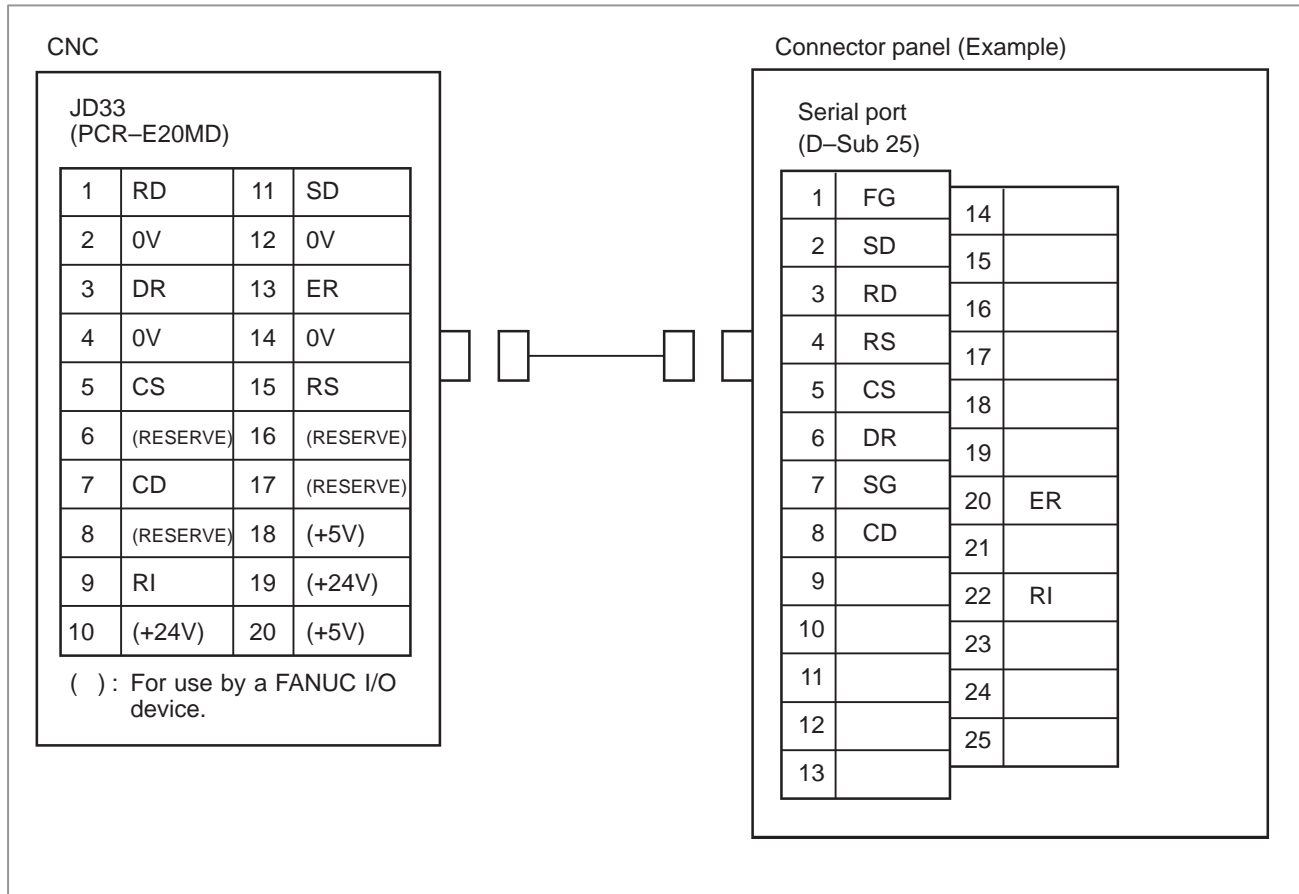 CNC
JD33
(PCR–E20MD)
1 RD 11 SD
2 0V 12 0V
3 DR 13 ER
4 0V 14 0V
5 CS 15 RS
6 (RESERVE) 16 (RESERVE)
7 CD 17 (RESERVE)
8 (RESERVE) 18 (+5V)
9 RI 19 (+24V)
10 (+24V) 20 (+5V)
( ) : For use by a FANUC I/O
device.
Connector panel (Example)
Serial port
(D–Sub 25)
1 FG
2 SD
3 RD
4 RS
5 CS
6 DR
7 SG
8 CD
9
10
11
12
13
14
15
16
17
18
19
20 ER
21
22 RI
23
24
25